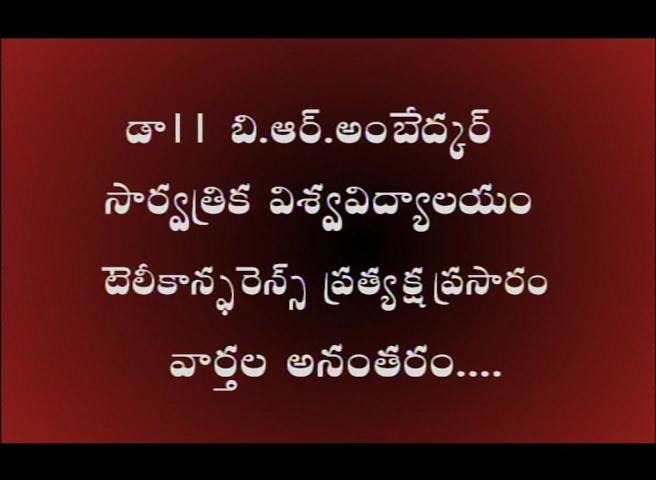 డా|| బి.ఆర్.అంబేద్కర్
సార్వత్రిక విశ్వవిద్యాలయం
టెలీకాన్ఫరెన్స్ ప్రత్యక్ష ప్రసారం
వార్తల అనంతరం....